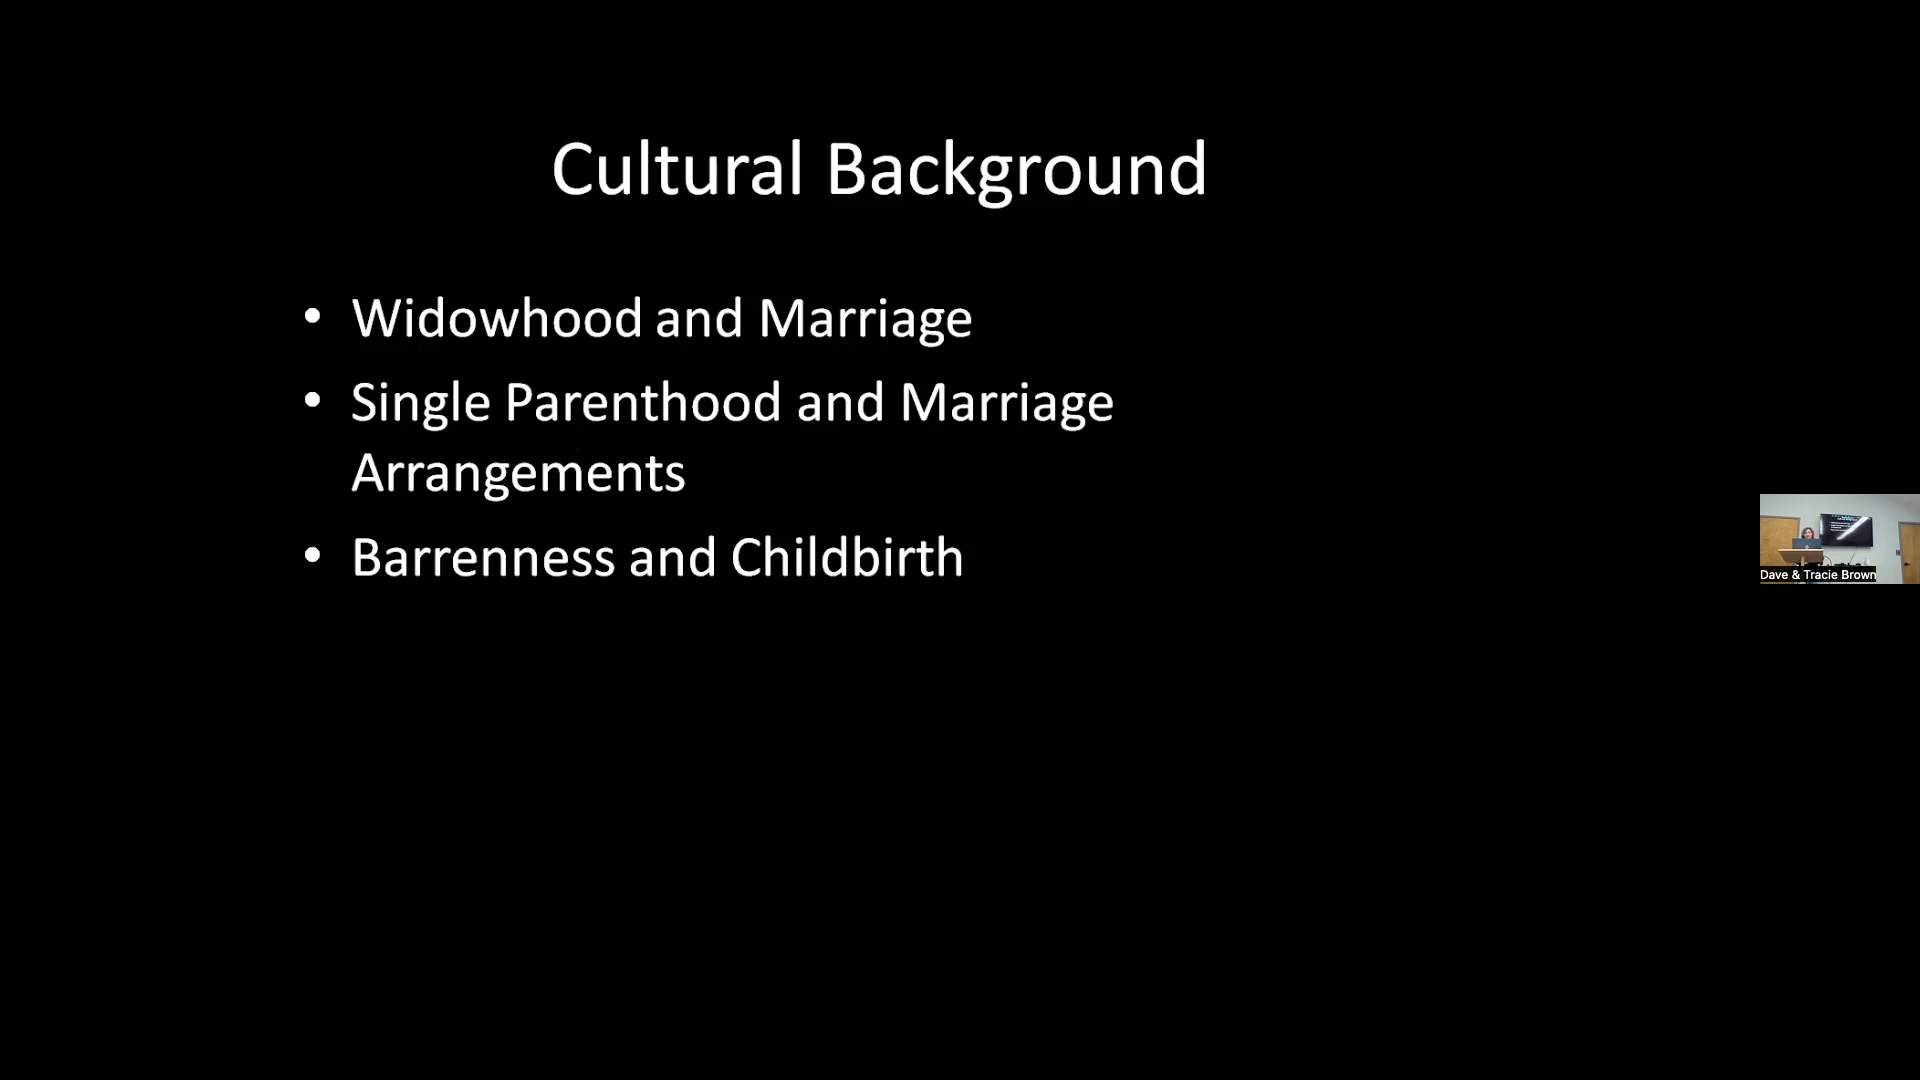 Cultural Background
• Widowhood and Marriage
• Single Parenthood and Marriage
Arrangements
• Barrenness and Childbirth
Dave & Tracie Brown